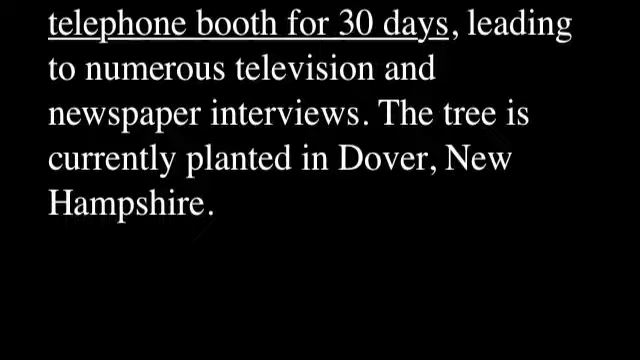 telephone booth for 30 days, leading
to numerous television and
newspaper interviews. The tree is
currently planted in Dover, New
Hampshire.